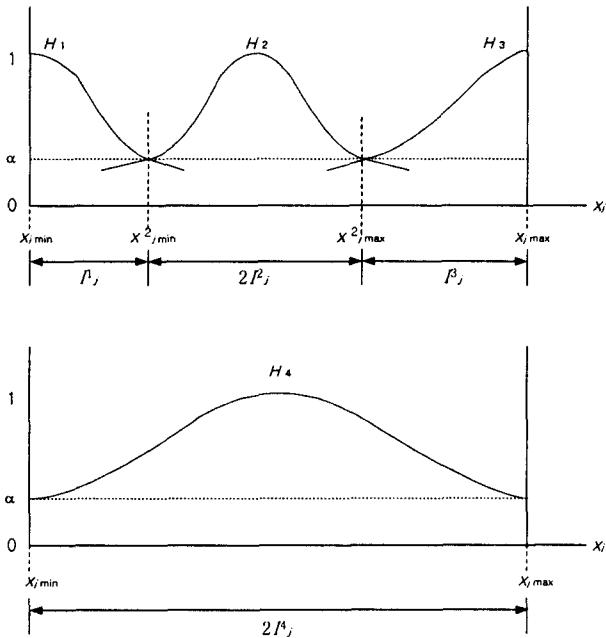 H₁ H₂ H₃
1
α
0 xⱼ
xⱼ min x²ⱼ min x²ⱼ max xⱼ max
l¹ⱼ 2l²ⱼ l³ⱼ
H₄
1
α
0 xⱼ
xⱼ min xⱼ max
2l⁴ⱼ